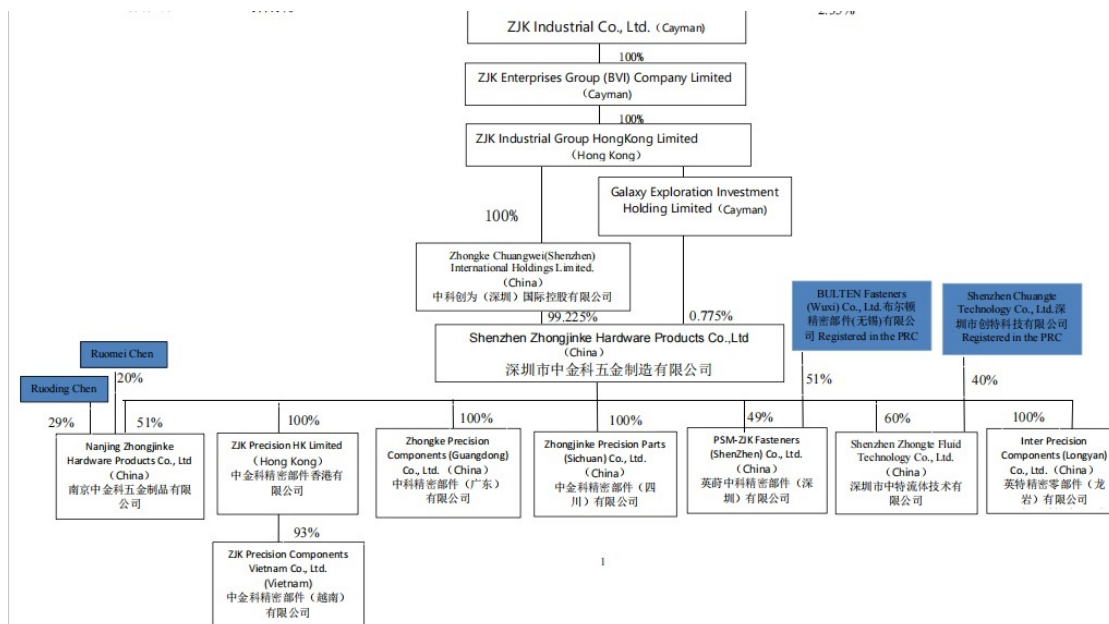 ZJK Industrial Co., Ltd.（Cayman）
100%
ZJK Enterprises Group (BVI) Company Limited
（Cayman）
100%
ZJK Industrial Group HongKong Limited
（Hong Kong）
Galaxy Exploration Investment
Holding Limited（Cayman）
100%
Zhongke Chuangwei(Shenzhen)
International Holdings Limited.
（China）
中科创为（深圳）国际控股有限公司
99.225%
0.775%
BULTEN Fasteners
(Wuxi) Co., Ltd.布尔顿
精密部件(无锡)有限公
司 Registered in the PRC
Shenzhen Chuangte
Technology Co., Ltd.深
圳市创特科技有限公司
Registered in the PRC
Shenzhen Zhongjinke Hardware Products Co.,Ltd
（China）
深圳市中金科五金制造有限公司
Ruomei Chen
Ruoding Chen
20%
51%
40%
29%
51%
100%
100%
100%
49%
60%
100%
Nanjing Zhongjinke
Hardware Products Co., Ltd
(China)
南京中金科五金制品有限
公司
ZJK Precision HK Limited
（Hong Kong）
中金科精密部件香港有
限公司
Zhongke Precision
Components (Guangdong)
Co., Ltd.（China）
中科精密部件（广东）
有限公司
Zhongjinke Precision Parts
(Sichuan) Co., Ltd.
（China）
中金科精密部件（四
川）有限公司
PSM-ZJK Fasteners
(ShenZhen) Co., Ltd.
（China）
英莳中科精密部件（深
圳）有限公司
Shenzhen Zhongte Fluid
Technology Co., Ltd.
（China）
深圳市中特流体技术有
限公司
Inter Precision
Components (Longyan)
Co., Ltd.（China）
英特精密零部件（龙
岩）有限公司
93%
ZJK Precision Components
Vietnam Co., Ltd.
(Vietnam)
中金科精密部件（越南）
有限公司
1